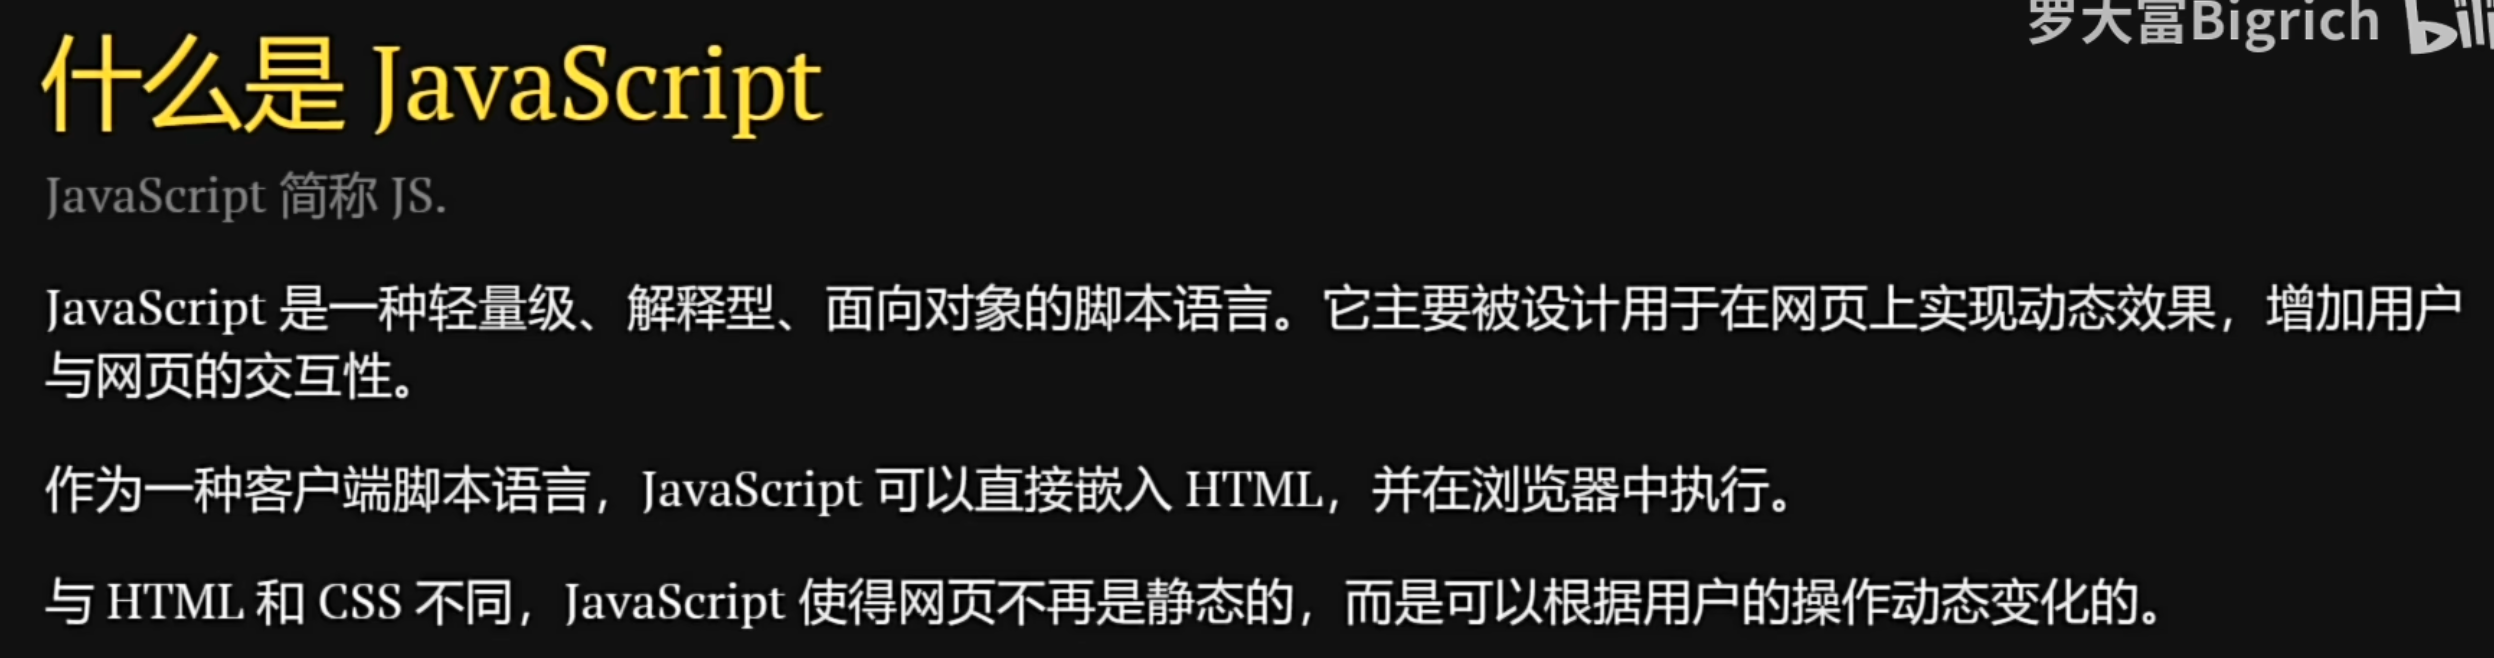 罗大富Bigrich bili
什么是 JavaScript
JavaScript 简称 JS.
JavaScript 是一种轻量级、解释型、面向对象的脚本语言。它主要被设计用于在网页上实现动态效果，增加用户
与网页的交互性。
作为一种客户端脚本语言，JavaScript 可以直接嵌入 HTML，并在浏览器中执行。
与 HTML 和 CSS 不同，JavaScript 使得网页不再是静态的，而是可以根据用户的操作动态变化的。